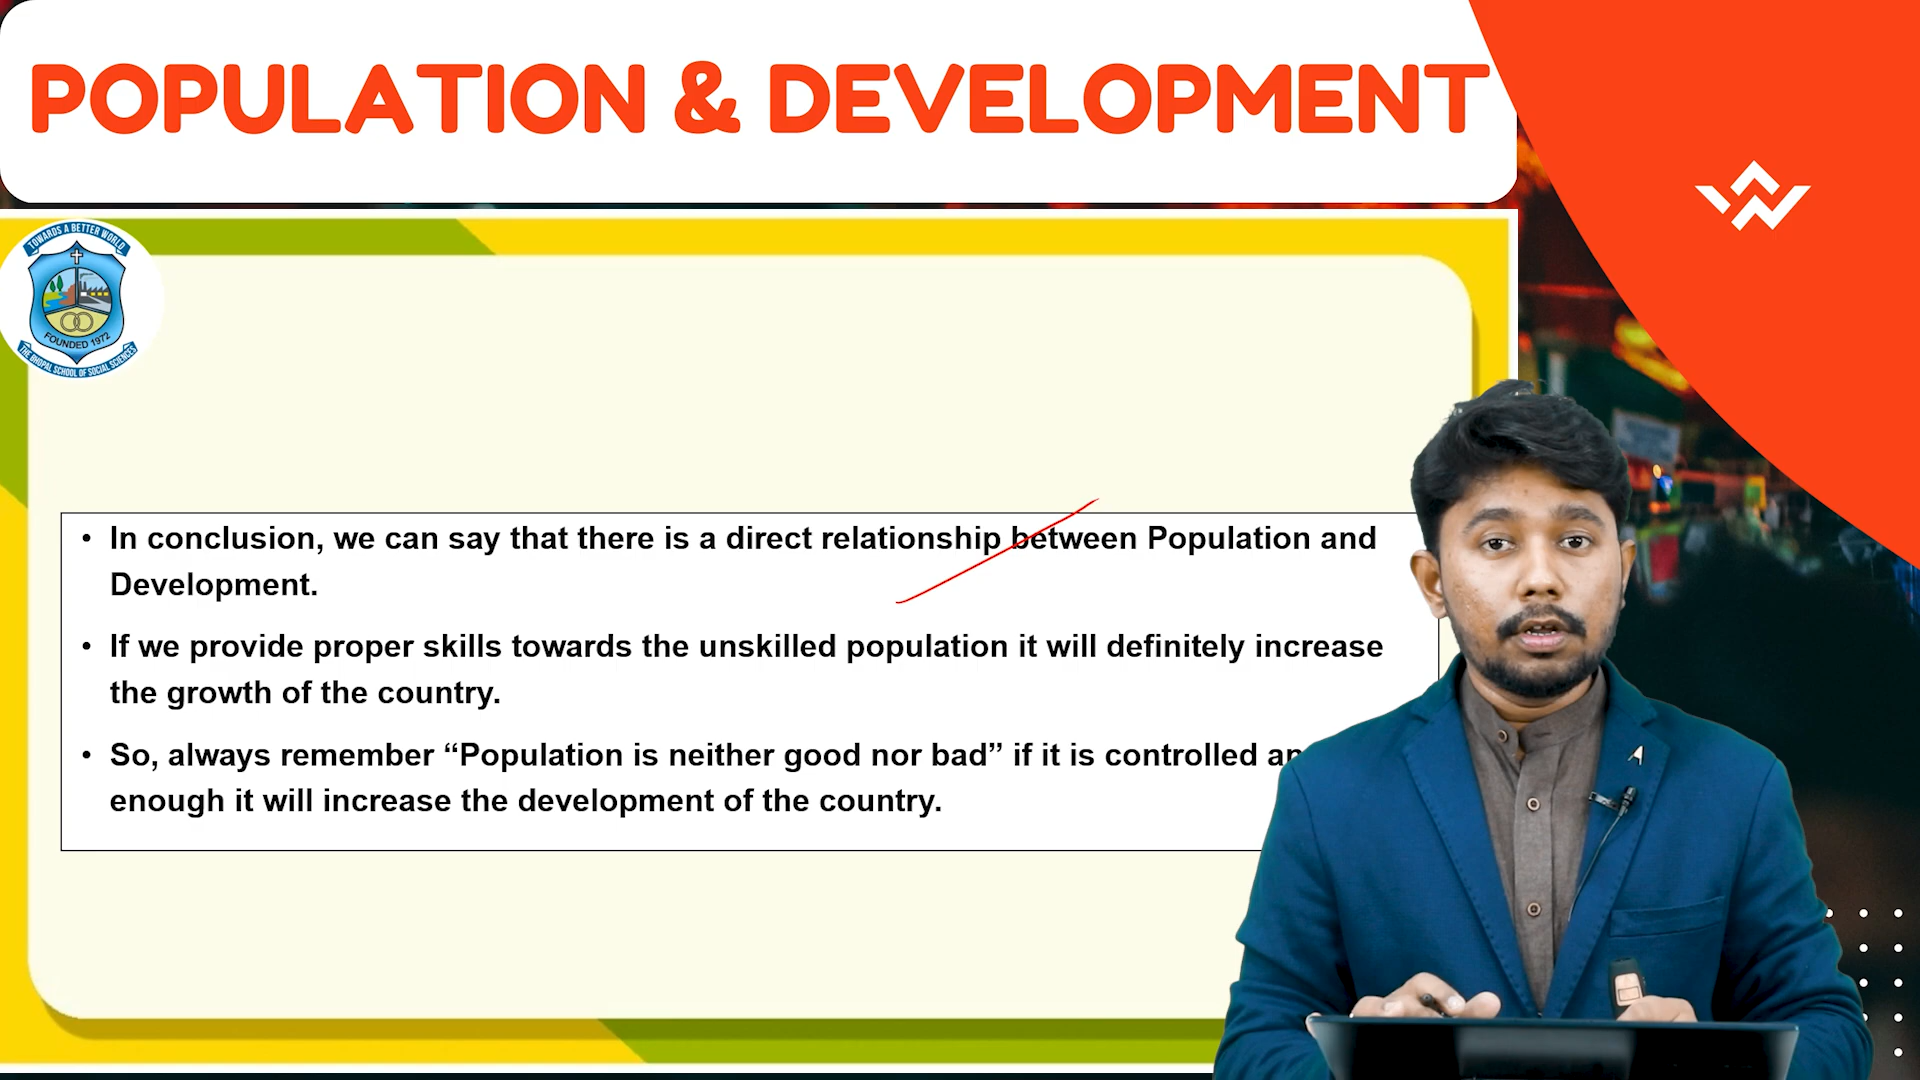 POPULATION & DEVELOPMENT
TOWARDS A BETTER WORLD
FOUNDED 1972
THE BHOPAL SCHOOL OF SOCIAL SCIENCES
• In conclusion, we can say that there is a direct relationship between Population and
Development.
• If we provide proper skills towards the unskilled population it will definitely increase
the growth of the country.
• So, always remember “Population is neither good nor bad” if it is controlled
enough it will increase the development of the country.
A